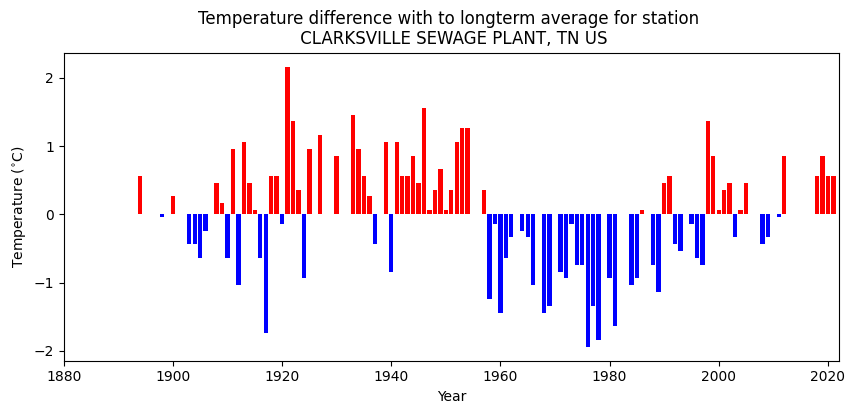 Temperature difference with to longterm average for station
CLARKSVILLE SEWAGE PLANT, TN US
Temperature (°C)
2
1
0
−1
−2
1880 1900 1920 1940 1960 1980 2000 2020
Year